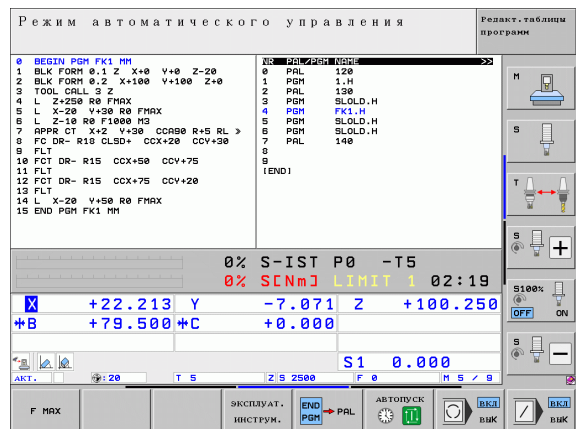 Режим автоматического управления
Редакт.таблицы
программ
0 BEGIN PGM FK1 MM
1 BLK FORM 0.1 Z X+0 Y+0 Z-20
2 BLK FORM 0.2 X+100 Y+100 Z+0
3 TOOL CALL 3 Z
4 L Z+250 R0 FMAX
5 L X-20 Y+30 R0 FMAX
6 L Z-10 R0 F1000 M3
7 APPR CT X+2 Y+30 CCA90 R+5 RL »
8 FC DR- R18 CLSD+ CCX+20 CCY+30
9 FLT
10 FCT DR- R15 CCX+50 CCY+75
11 FLT
12 FCT DR- R15 CCX+75 CCY+20
13 FLT
14 L X-20 Y+50 R0 FMAX
15 END PGM FK1 MM
NR PAL/PGM NAME >>
0 PAL 120
1 PGM 1.H
2 PAL 130
3 PGM SLOLD.H
4 PGM FK1.H
5 PGM SLOLD.H
6 PGM SLOLD.H
7 PAL 140
8
9
[END]
0% S-IST P0 -T5
0% S[Nm] LIMIT 1 02:19
X +22.213 Y -7.071 Z +100.250
B +79.500 C +0.000
S1 0.000
АКТ. : 20 T 5 Z S 2500 F 0 M 5 / 9
M
S
T
S
S100%
OFF ON
S
F MAX
ЭКСПЛУАТ.
ИНСТРУМ.
END
PGM → PAL
АВТОПУСК
ВКЛ
ВЫК
ВКЛ
ВЫК